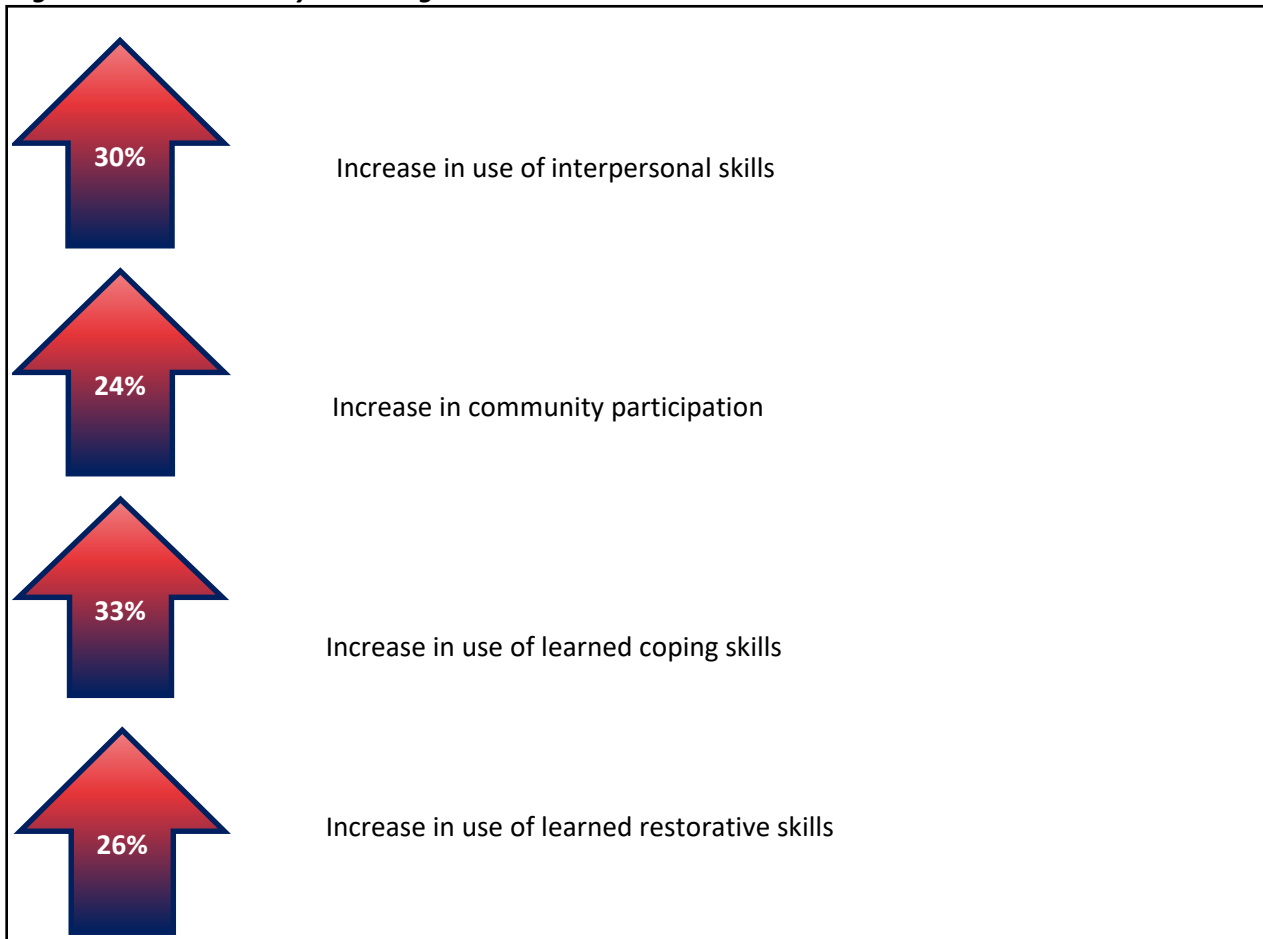 30%
Increase in use of interpersonal skills
24%
Increase in community participation
33%
Increase in use of learned coping skills
26%
Increase in use of learned restorative skills